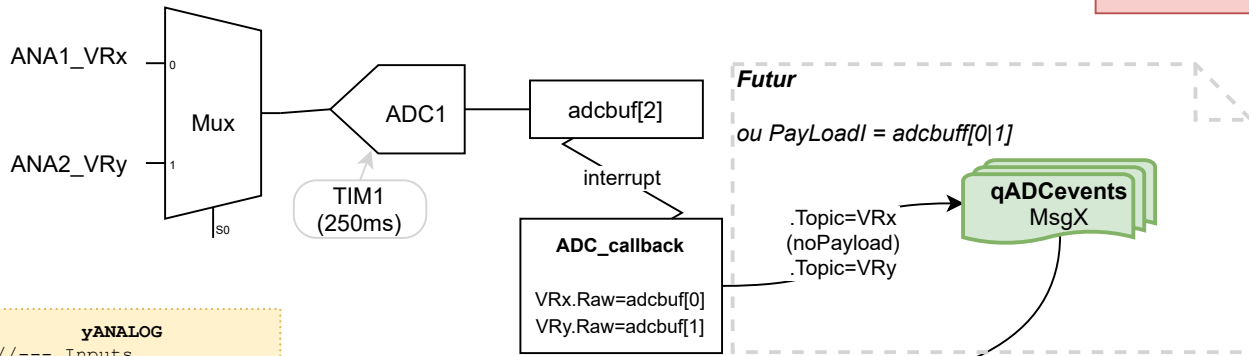 ANA1_VRx
0
Mux
ADC1
adcbuf[2]
Futur
ou PayLoadI = adcbuff[0|1]
ANA2_VRy
1
S0
TIM1
(250ms)
interrupt
qADCevents
MsgX
.Topic=VRx
(noPayload)
.Topic=VRy
ADC_callback
VRx.Raw=adcbuf[0]
VRy.Raw=adcbuf[1]
yANALOG
//--- Inputs